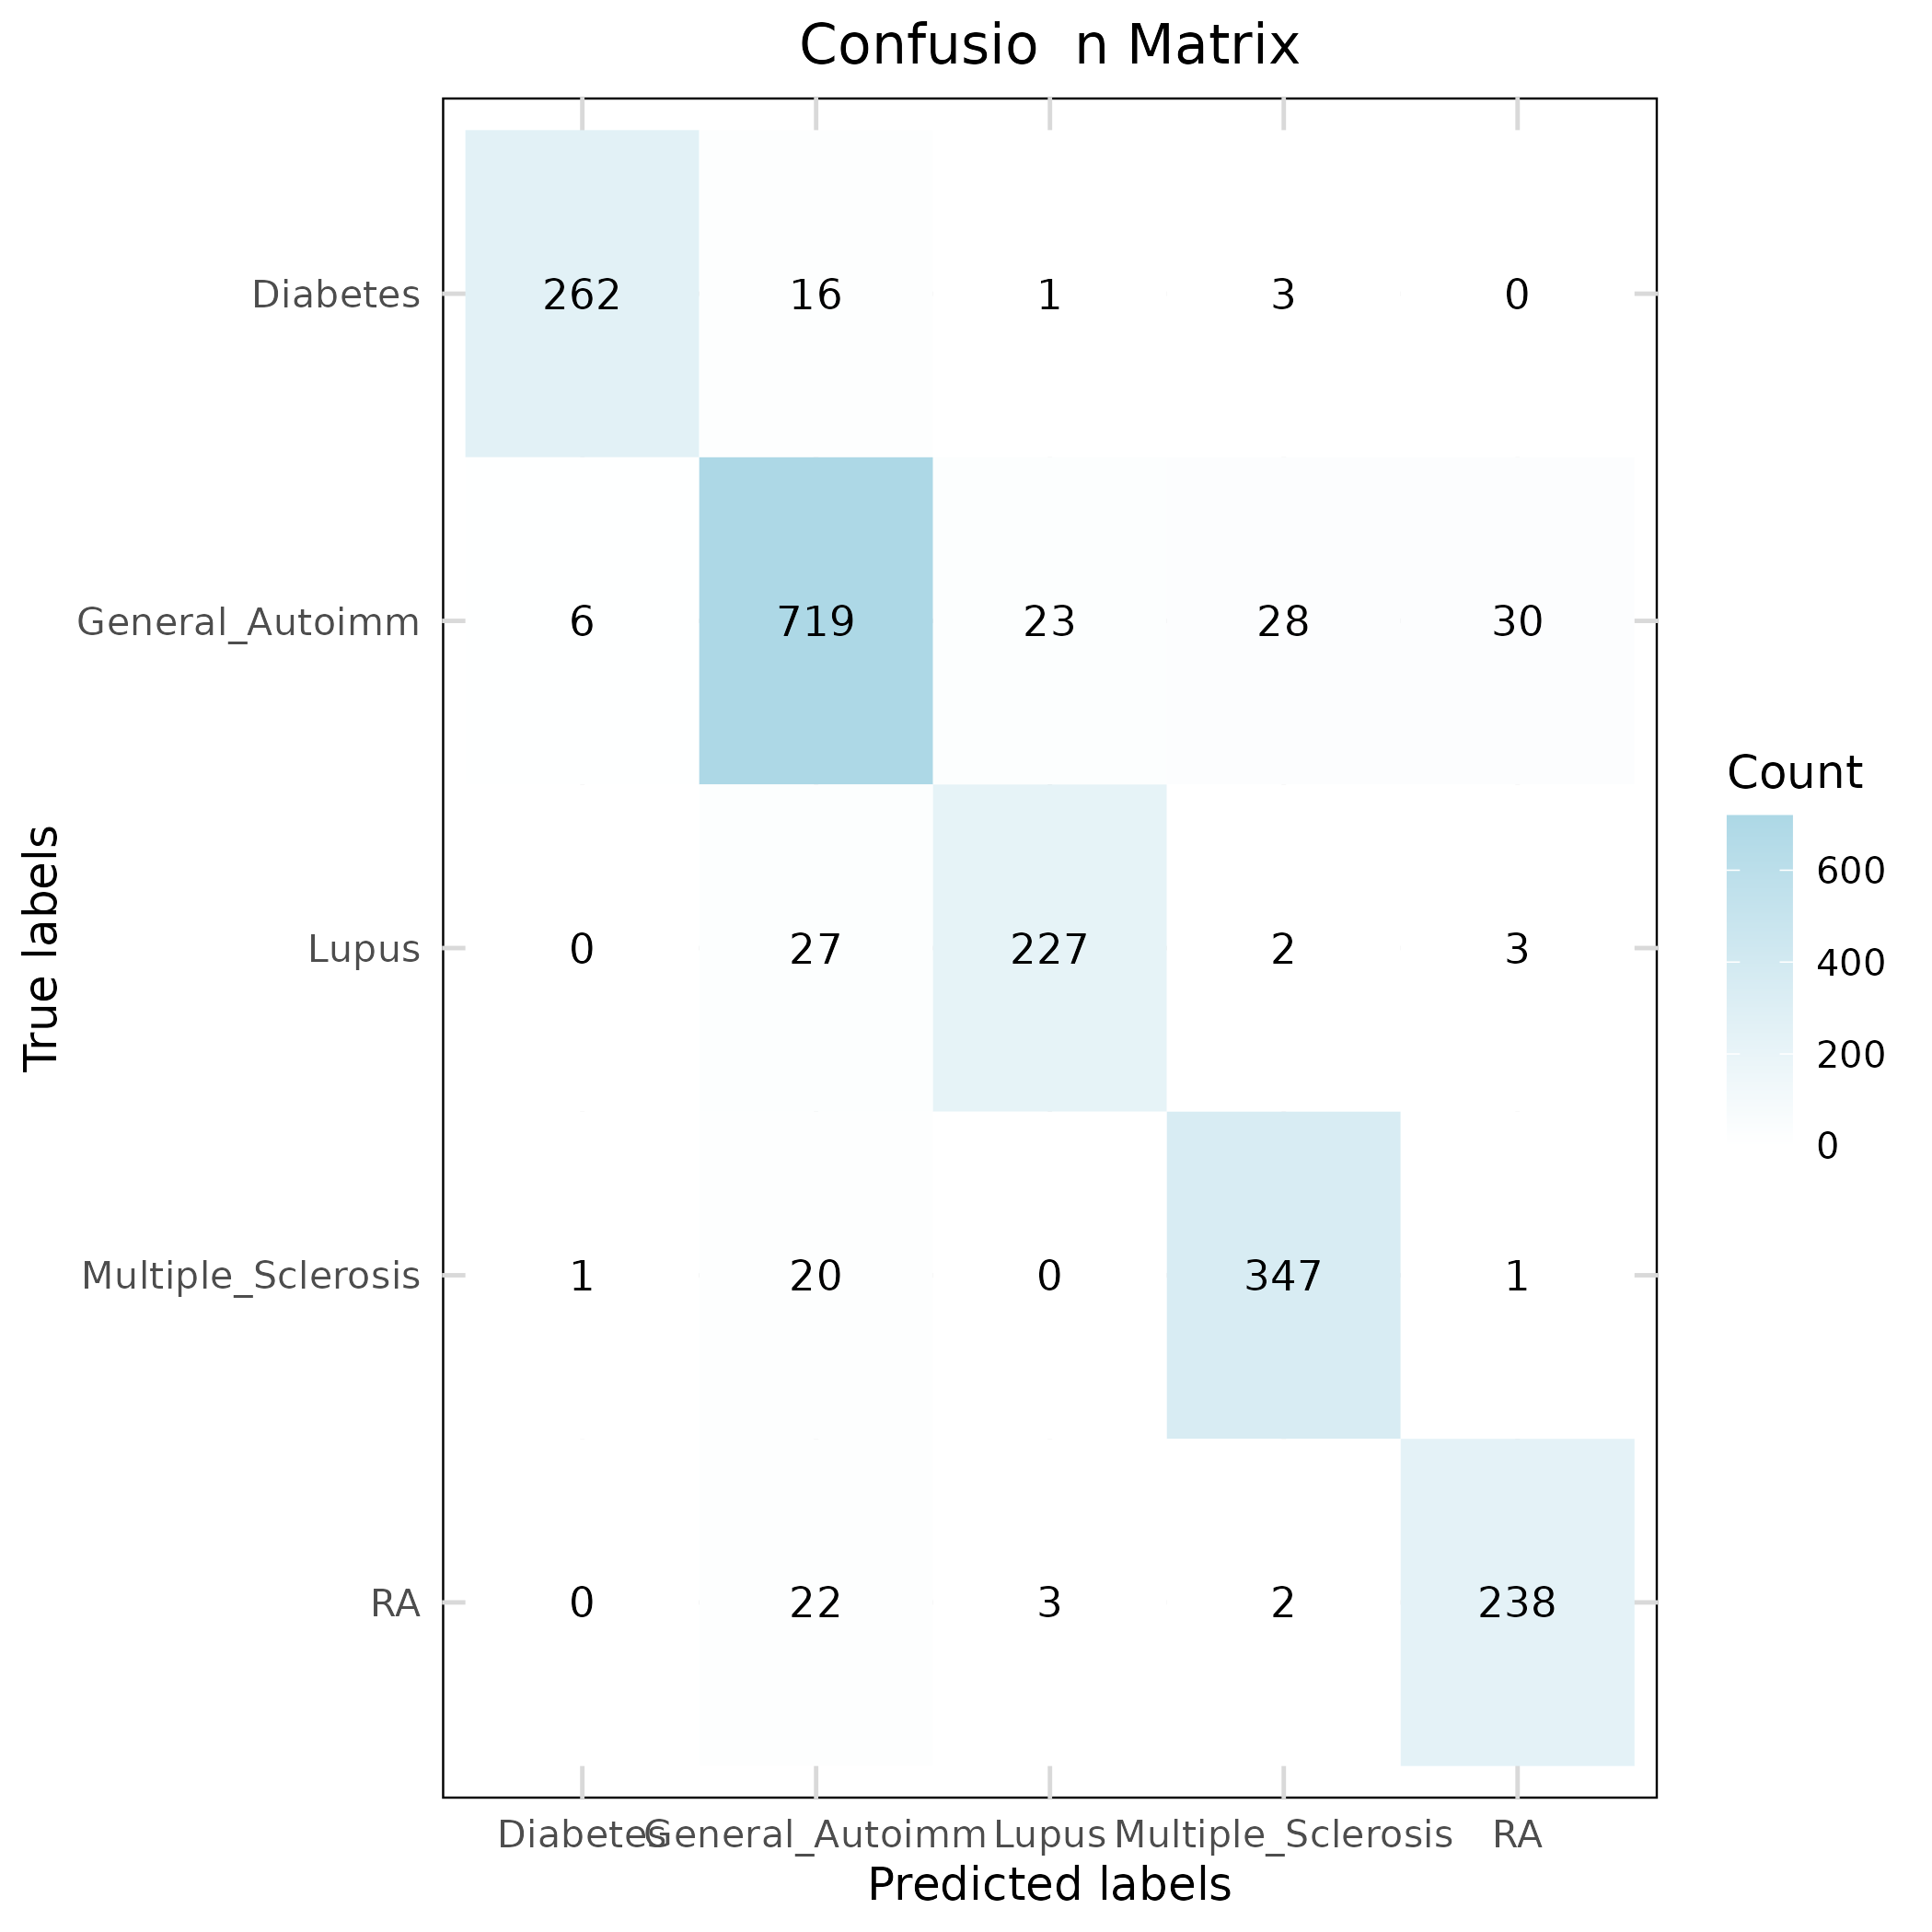 Confusio  n Matrix
Diabetes 262 16 1 3 0
General_Autoimm 6 719 23 28 30
Lupus 0 27 227 2 3
Multiple_Sclerosis 1 20 0 347 1
RA 0 22 3 2 238
Diabetes General_Autoimm Lupus Multiple_Sclerosis RA
Predicted labels
True labels
Count
600
400
200
0